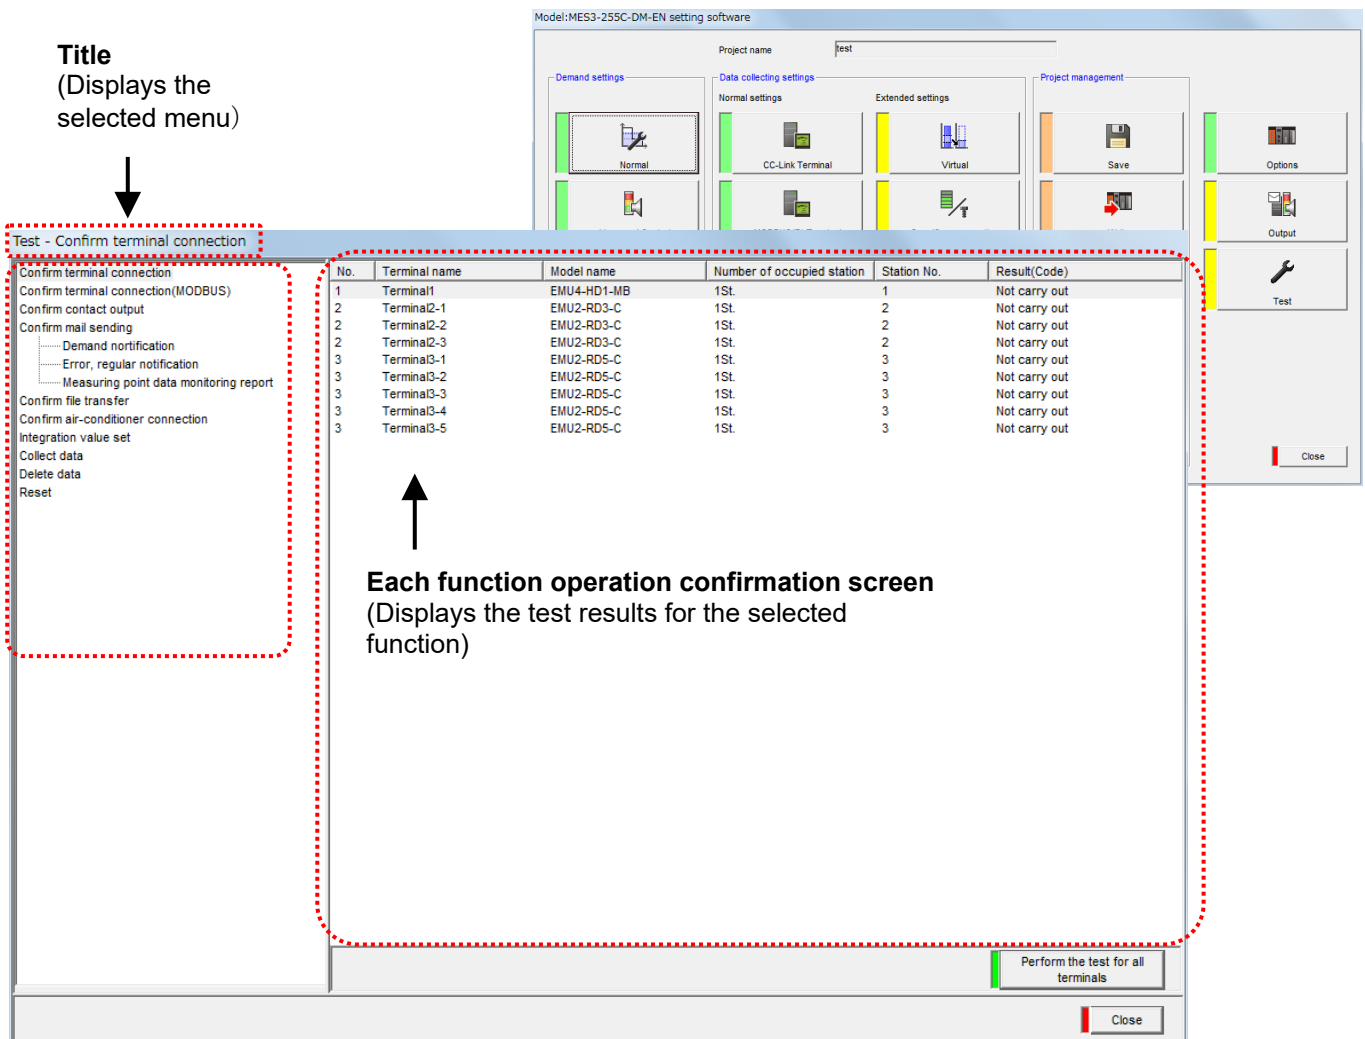 Model:MES3-255C-DM-EN setting software
Project name test
Demand settings
Data collecting settings
Project management
Normal settings Extended settings
Normal
CC-Link Terminal
Virtual
Save
Options
Output
Test
Close
Title
(Displays the
selected menu)
Test - Confirm terminal connection
Confirm terminal connection
Confirm terminal connection(MODBUS)
Confirm contact output
Confirm mail sending
Demand nortification
Error, regular notification
Measuring point data monitoring report
Confirm file transfer
Confirm air-conditioner connection
Integration value set
Collect data
Delete data
Reset
No. Terminal name Model name Number of occupied station Station No. Result(Code)
1 Terminal1 EMU4-HD1-MB 1St. 1 Not carry out
2 Terminal2-1 EMU2-RD3-C 1St. 2 Not carry out
2 Terminal2-2 EMU2-RD3-C 1St. 2 Not carry out
2 Terminal2-3 EMU2-RD3-C 1St. 2 Not carry out
3 Terminal3-1 EMU2-RD5-C 1St. 3 Not carry out
3 Terminal3-2 EMU2-RD5-C 1St. 3 Not carry out
3 Terminal3-3 EMU2-RD5-C 1St. 3 Not carry out
3 Terminal3-4 EMU2-RD5-C 1St. 3 Not carry out
3 Terminal3-5 EMU2-RD5-C 1St. 3 Not carry out
Each function operation confirmation screen
(Displays the test results for the selected
function)
Perform the test for all
terminals
Close